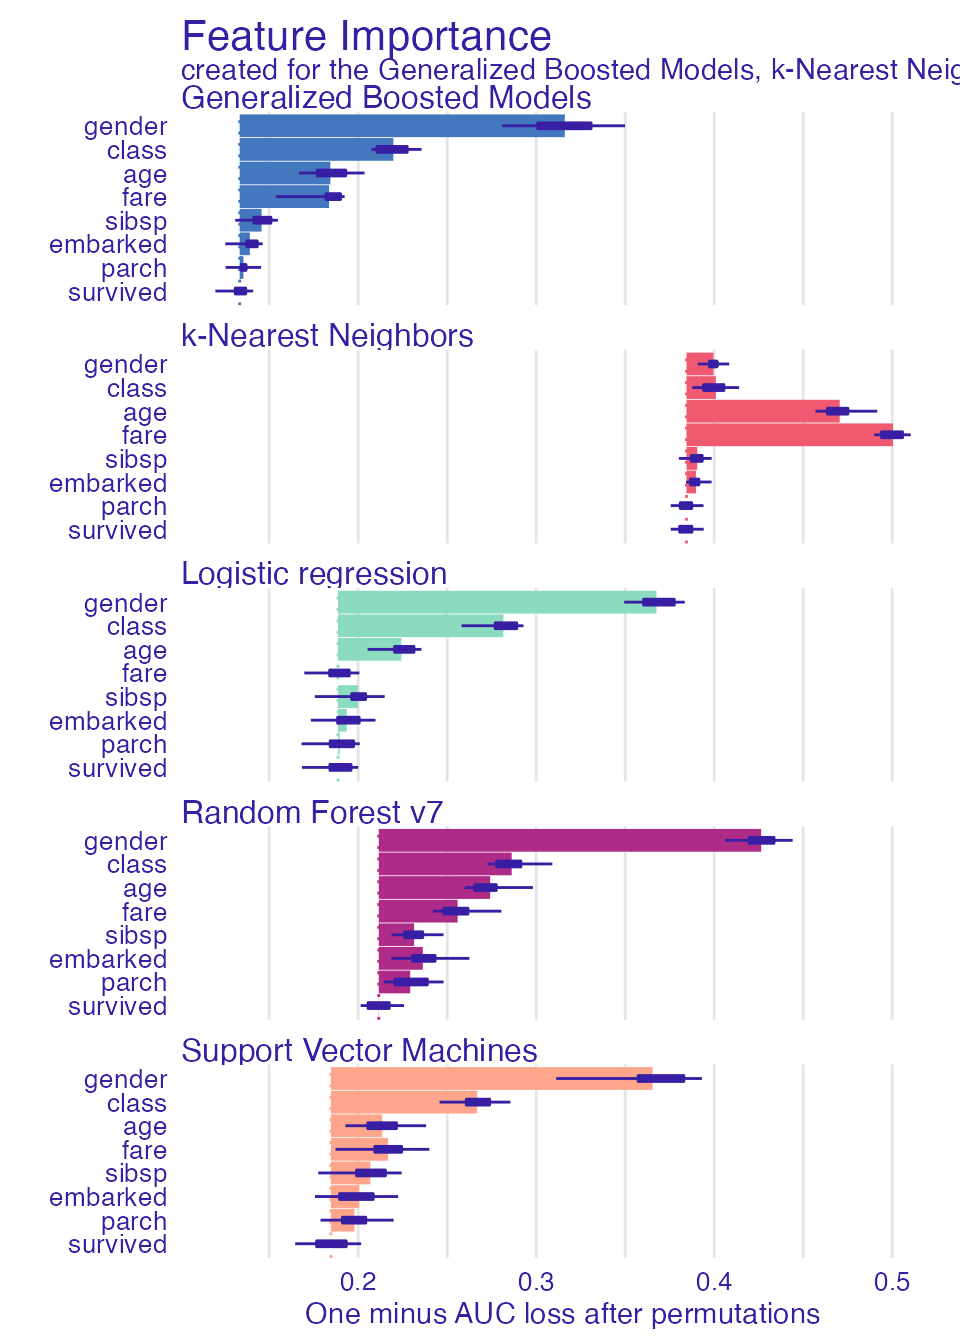 Feature Importance
created for the Generalized Boosted Models, k-Nearest Neig
Generalized Boosted Models
gender
class
age
fare
sibsp
embarked
parch
survived
k-Nearest Neighbors
gender
class
age
fare
sibsp
embarked
parch
survived
Logistic regression
gender
class
age
fare
sibsp
embarked
parch
survived
Random Forest v7
gender
class
age
fare
sibsp
embarked
parch
survived
Support Vector Machines
gender
class
age
fare
sibsp
embarked
parch
survived
0.2 0.3 0.4 0.5
One minus AUC loss after permutations